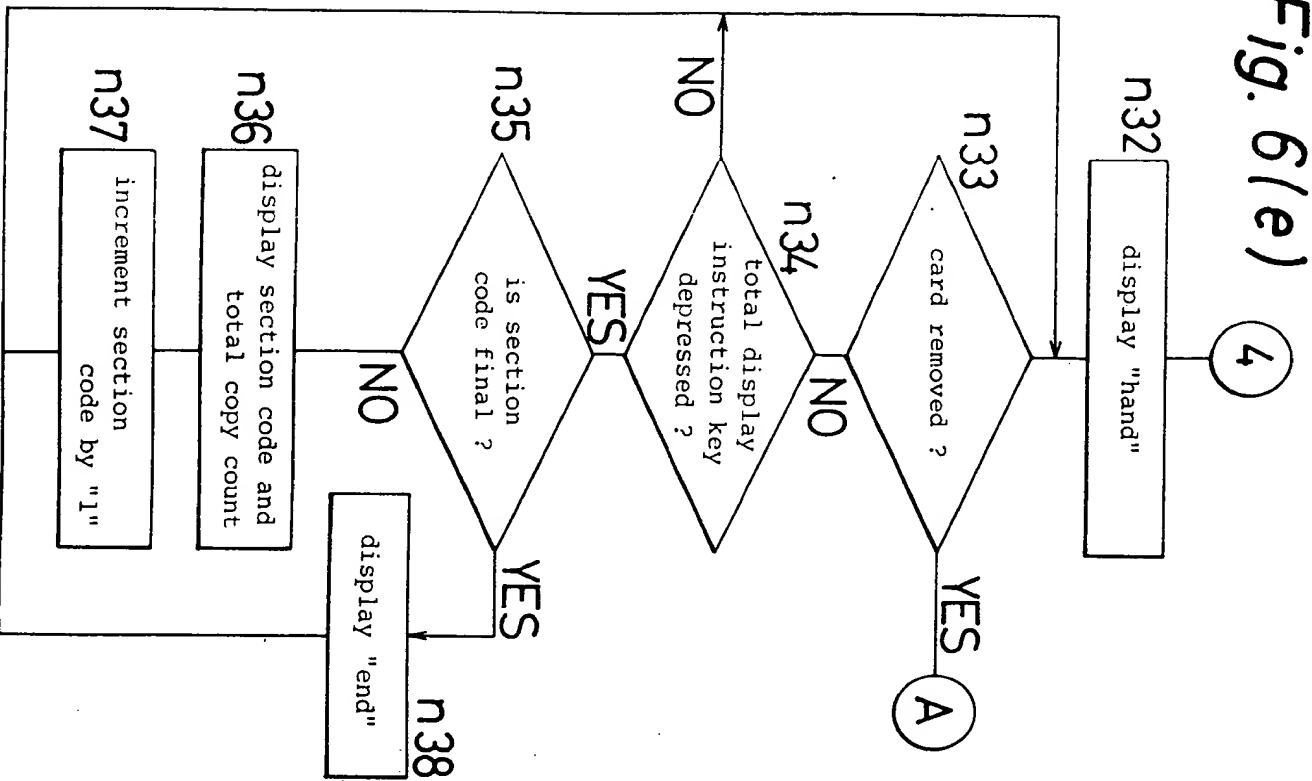 Fig. 6(e)
4
n32
display "hand"
n33
card removed ?
YES
A
NO
n34
total display
instruction key
depressed ?
NO
YES
n35
is section
code final ?
YES
NO
n38
display "end"
n36
display section code and
total copy count
n37
increment section
code by "1"